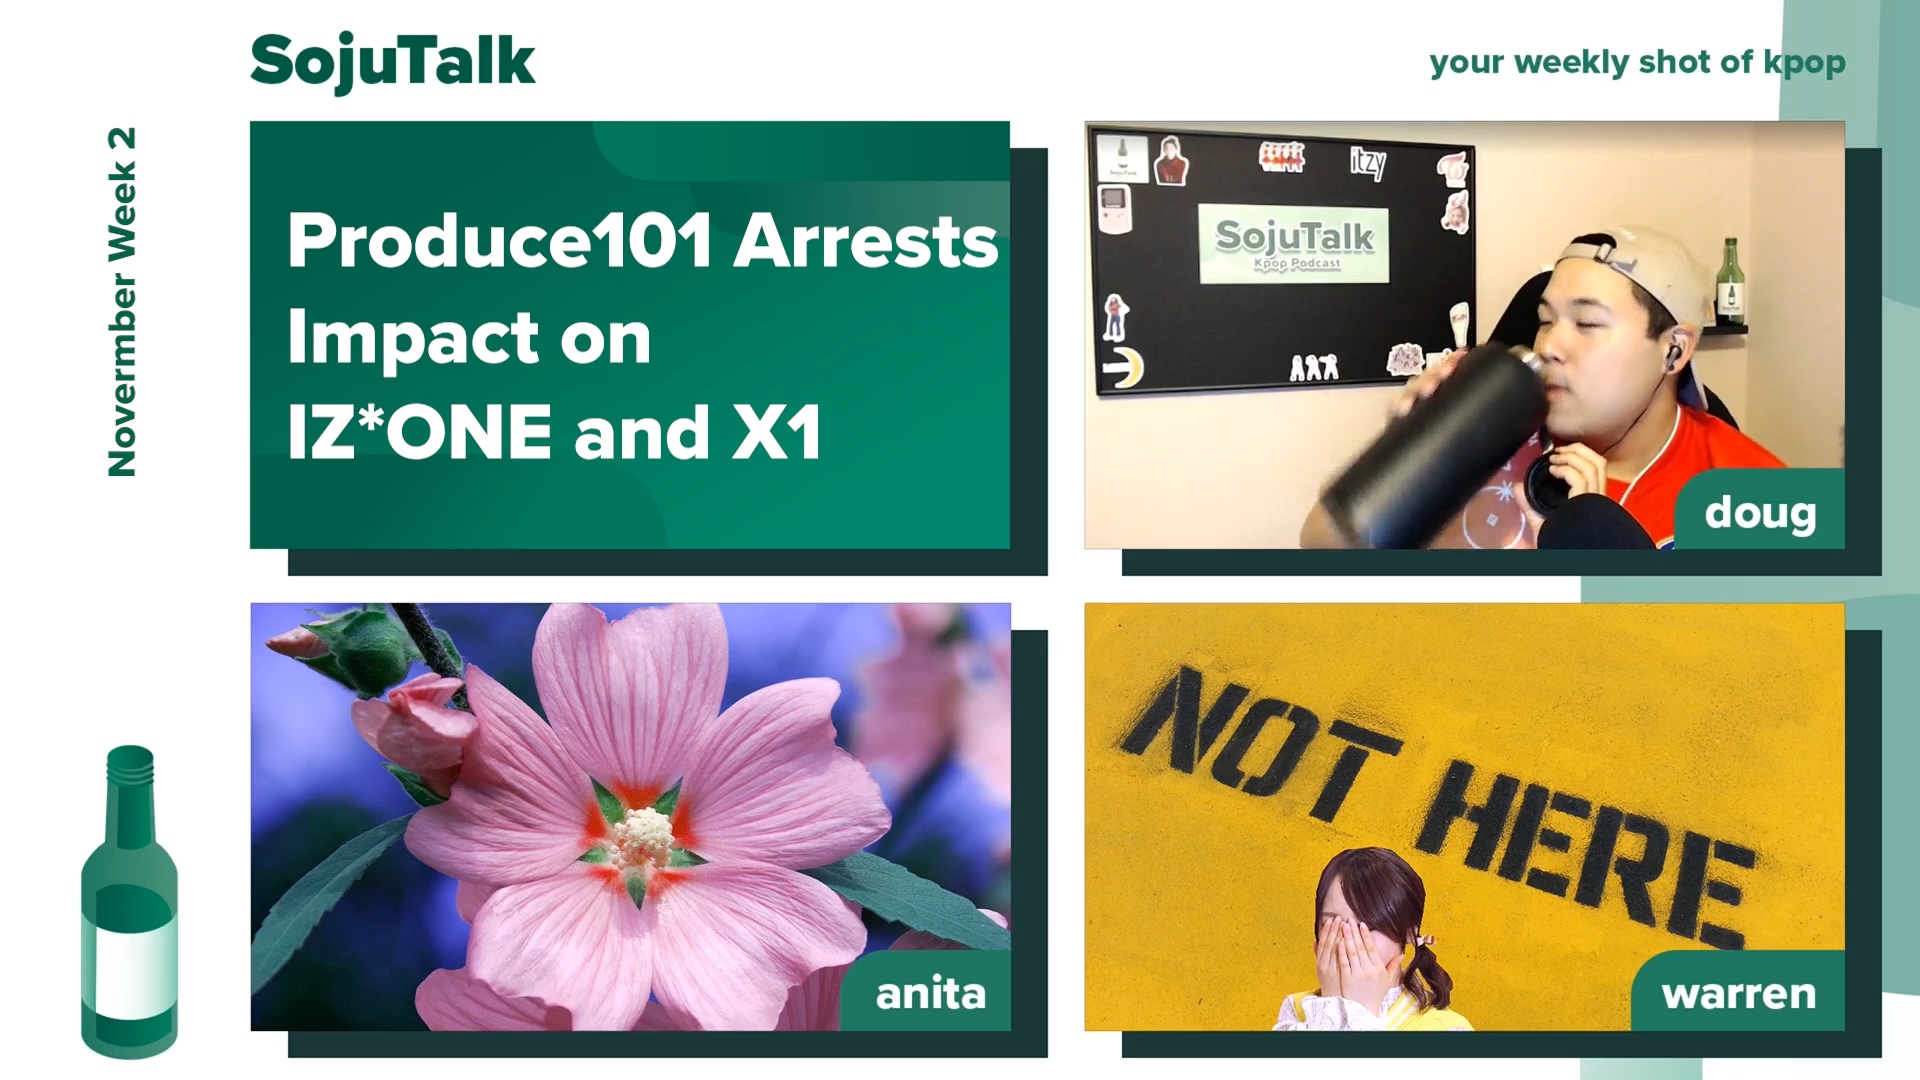 SojuTalk
your weekly shot of kpop
Novermber Week 2
Produce101 Arrests
Impact on
IZ*ONE and X1
itzy
SojuTalk
Kpop Podcast
doug
anita
NOT HERE
warren